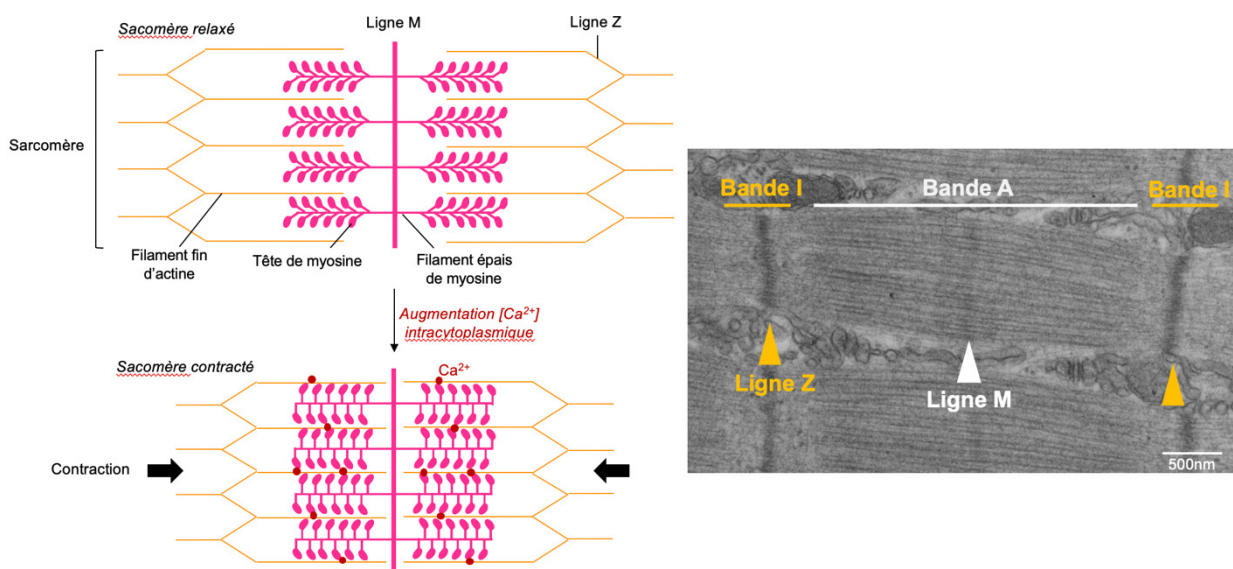 Sacomère relaxé
Ligne M
Ligne Z
Sarcomère
Filament fin
d'actine
Tête de myosine
Filament épais
de myosine
Augmentation [Ca²⁺]
intracytoplasmique
Sacomère contracté
Ca²⁺
Contraction
Bande I
Bande A
Bande I
Ligne Z
Ligne M
500nm